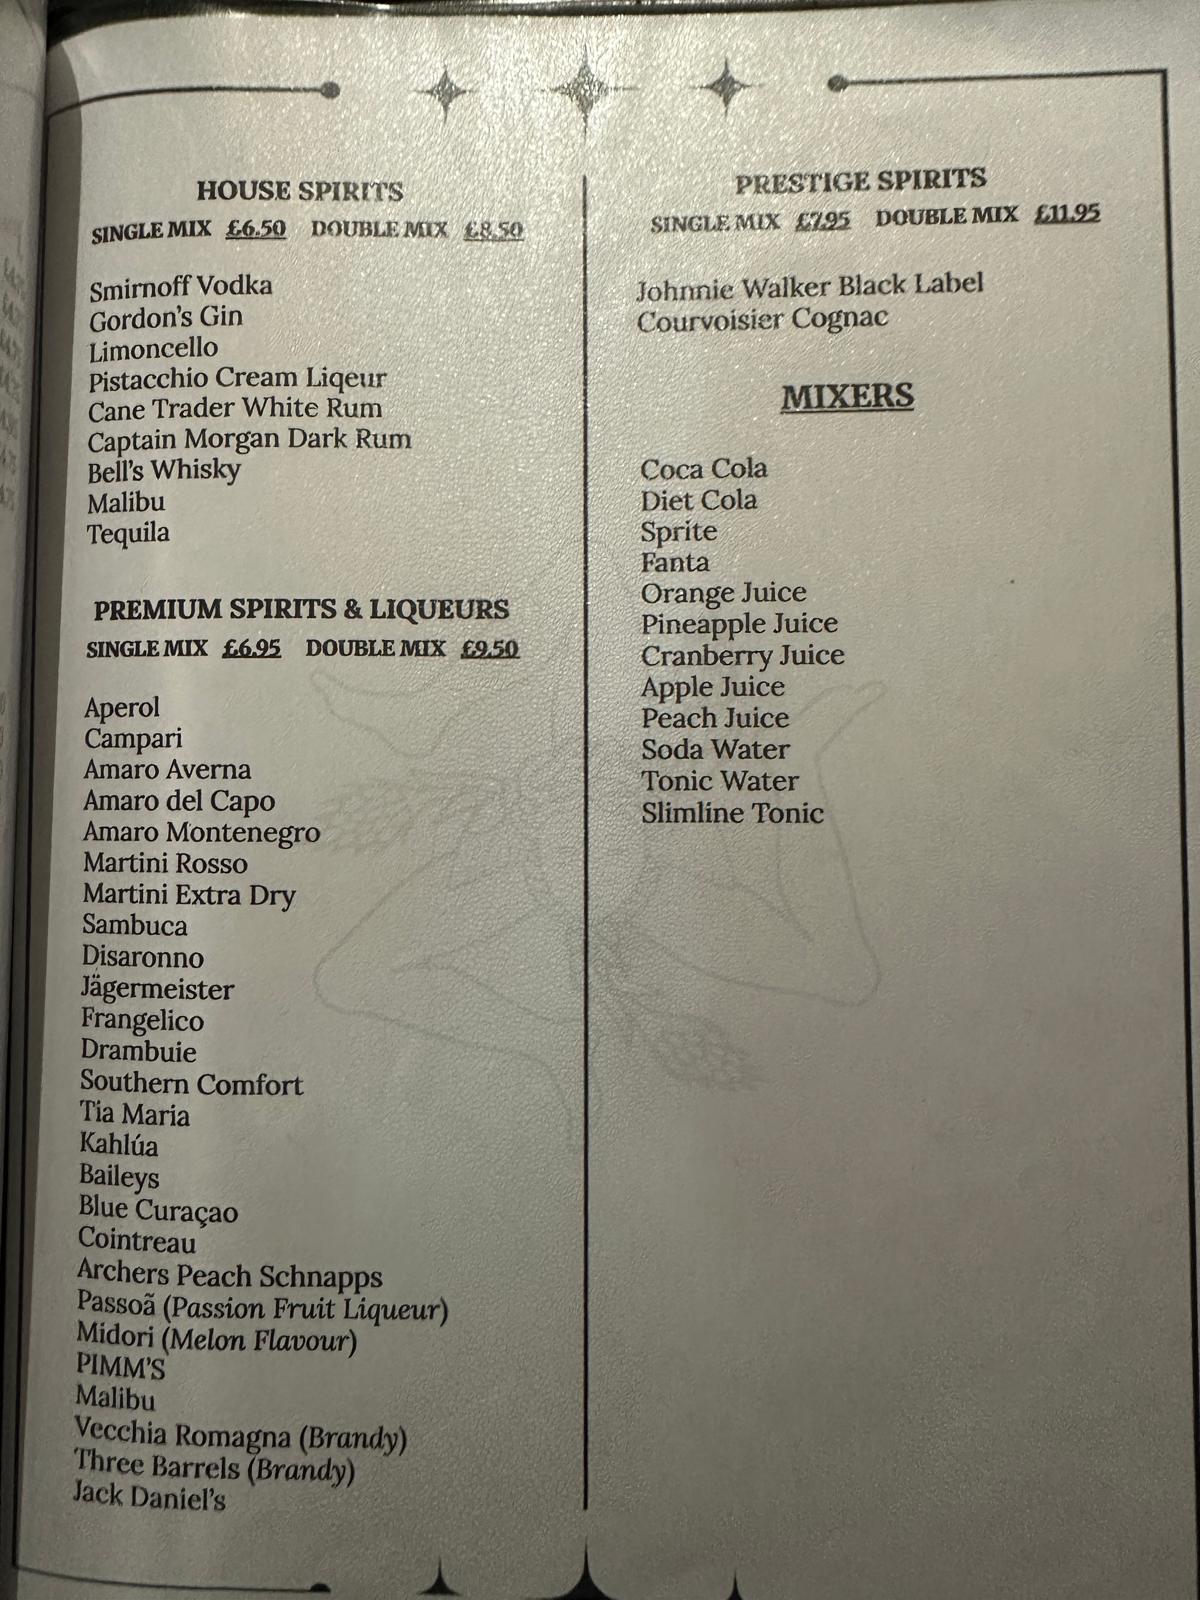 HOUSE SPIRITS
SINGLE MIX £6.50 DOUBLE MIX £8.50
Smirnoff Vodka
Gordon's Gin
Limoncello
Pistacchio Cream Liqeur
Cane Trader White Rum
Captain Morgan Dark Rum
Bell's Whisky
Malibu
Tequila
PREMIUM SPIRITS & LIQUEURS
SINGLE MIX £6.95 DOUBLE MIX £9.50
Aperol
Campari
Amaro Averna
Amaro del Capo
Amaro Montenegro
Martini Rosso
Martini Extra Dry
Sambuca
Disaronno
Jägermeister
Frangelico
Drambuie
Southern Comfort
Tia Maria
Kahlúa
Baileys
Blue Curaçao
Cointreau
Archers Peach Schnapps
Passoã (Passion Fruit Liqueur)
Midori (Melon Flavour)
PIMM'S
Malibu
Vecchia Romagna (Brandy)
Three Barrels (Brandy)
Jack Daniel's
PRESTIGE SPIRITS
SINGLE MIX £7.95 DOUBLE MIX £11.95
Johnnie Walker Black Label
Courvoisier Cognac
MIXERS
Coca Cola
Diet Cola
Sprite
Fanta
Orange Juice
Pineapple Juice
Cranberry Juice
Apple Juice
Peach Juice
Soda Water
Tonic Water
Slimline Tonic